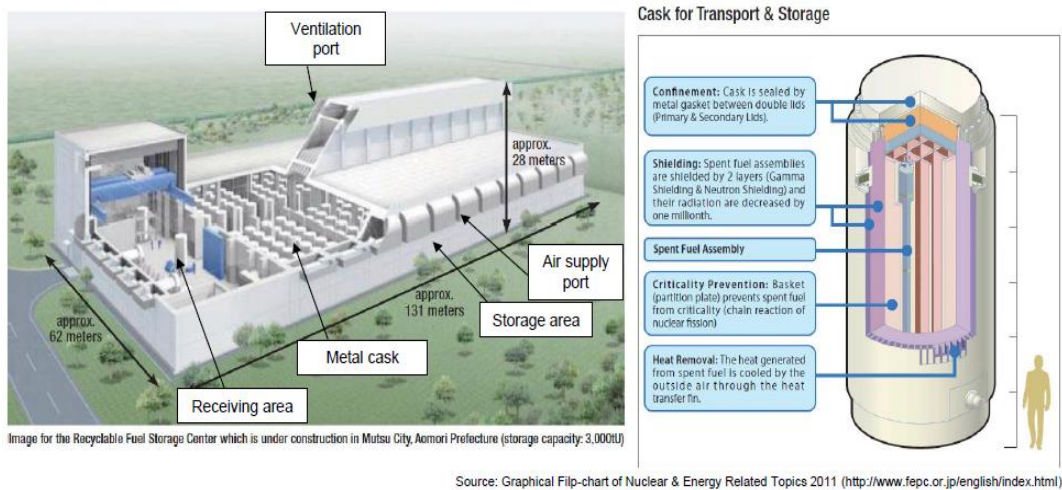 Ventilation
port
approx.
28 meters
Air supply
port
approx.
131 meters
Storage area
approx.
62 meters
Metal cask
Receiving area
Image for the Recyclable Fuel Storage Center which is under construction in Mutsu City, Aomori Prefecture (storage capacity: 3,000tU)
Cask for Transport & Storage
Confinement: Cask is sealed by
metal gasket between double lids
(Primary & Secondary Lids).
Shielding: Spent fuel assemblies
are shielded by 2 layers (Gamma
Shielding & Neutron Shielding) and
their radiation are decreased by
one millionth.
Spent Fuel Assembly
Criticality Prevention: Basket
(partition plate) prevents spent fuel
from criticality (chain reaction of
nuclear fission)
Heat Removal: The heat generated
from spent fuel is cooled by the
outside air through the heat
transfer fin.
Source: Graphical Filp-chart of Nuclear & Energy Related Topics 2011 (http://www.fepc.or.jp/english/index.html)